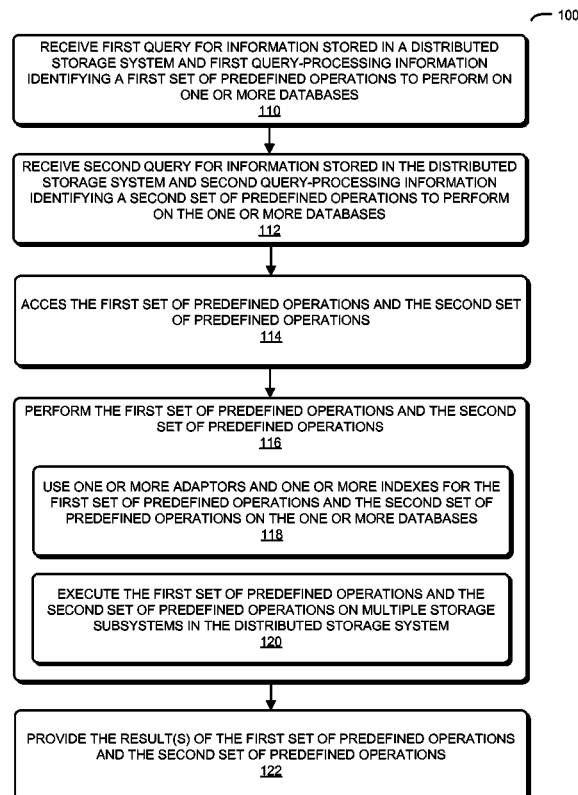 100
RECEIVE FIRST QUERY FOR INFORMATION STORED IN A DISTRIBUTED
STORAGE SYSTEM AND FIRST QUERY-PROCESSING INFORMATION
IDENTIFYING A FIRST SET OF PREDEFINED OPERATIONS TO PERFORM ON
ONE OR MORE DATABASES
110
RECEIVE SECOND QUERY FOR INFORMATION STORED IN THE DISTRIBUTED
STORAGE SYSTEM AND SECOND QUERY-PROCESSING INFORMATION
IDENTIFYING A SECOND SET OF PREDEFINED OPERATIONS TO PERFORM
ON THE ONE OR MORE DATABASES
112
ACCES THE FIRST SET OF PREDEFINED OPERATIONS AND THE SECOND SET
OF PREDEFINED OPERATIONS
114
PERFORM THE FIRST SET OF PREDEFINED OPERATIONS AND THE SECOND
SET OF PREDEFINED OPERATIONS
116
USE ONE OR MORE ADAPTORS AND ONE OR MORE INDEXES FOR THE
FIRST SET OF PREDEFINED OPERATIONS AND THE SECOND SET OF
PREDEFINED OPERATIONS ON THE ONE OR MORE DATABASES
118
EXECUTE THE FIRST SET OF PREDEFINED OPERATIONS AND THE
SECOND SET OF PREDEFINED OPERATIONS ON MULTIPLE STORAGE
SUBSYSTEMS IN THE DISTRIBUTED STORAGE SYSTEM
120
PROVIDE THE RESULT(S) OF THE FIRST SET OF PREDEFINED OPERATIONS
AND THE SECOND SET OF PREDEFINED OPERATIONS
122